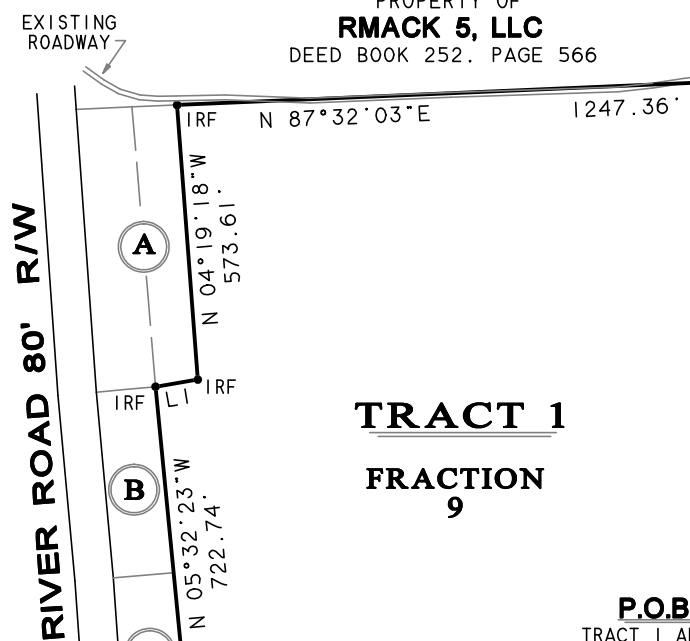 PROPERTY OF
RMACK 5, LLC
DEED BOOK 252. PAGE 566
EXISTING
ROADWAY
IRF
N 87°32'03"E
1247.36'
N 04°19'18"W
573.61'
RIVER ROAD 80' R/W
A
IRF
IRF
L1
TRACT 1
FRACTION
9
B
N 05°32'23"W
722.74'
P.O.B
TRACT 1